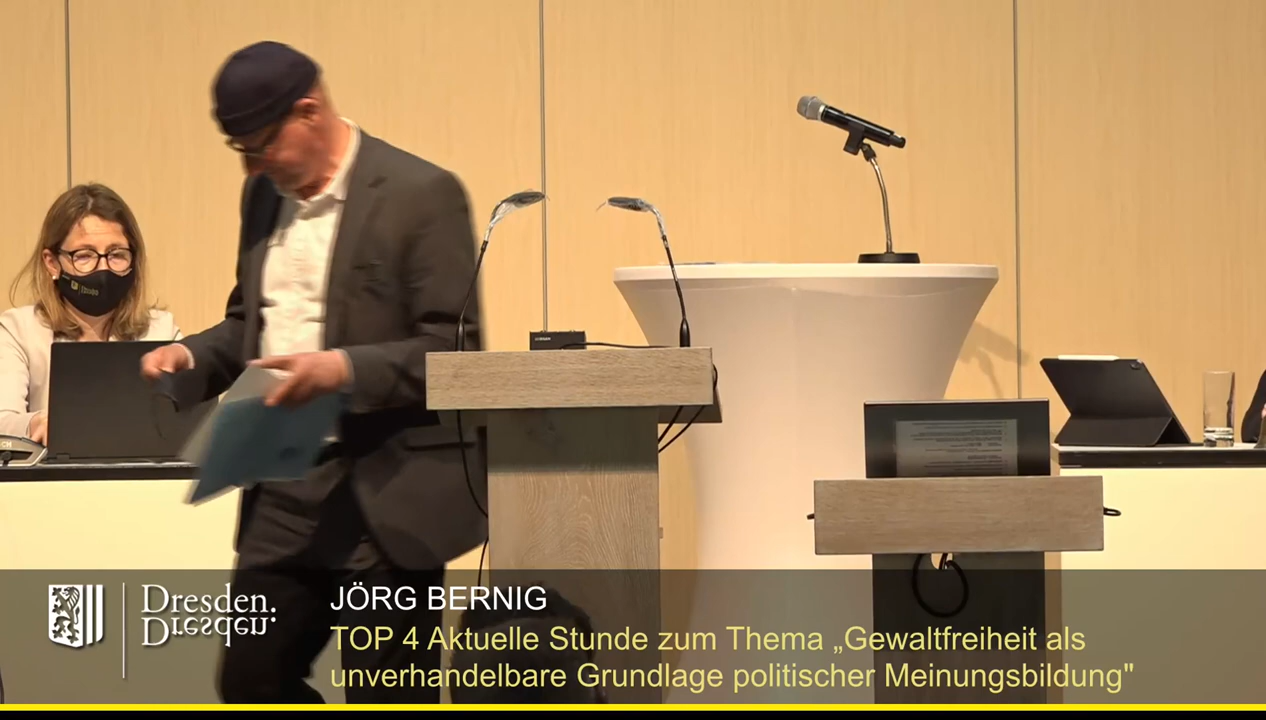 Dresden.
Dresden.
JÖRG BERNIG
TOP 4 Aktuelle Stunde zum Thema „Gewaltfreiheit als
unverhandelbare Grundlage politischer Meinungsbildung"